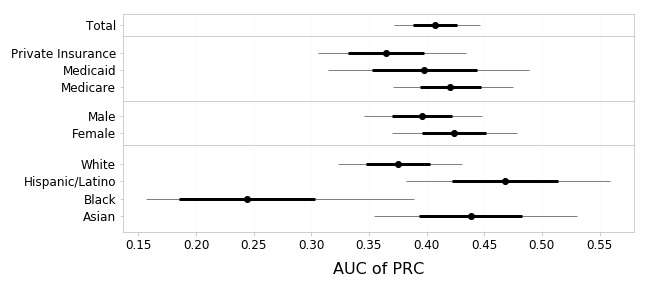 Total
Private Insurance
Medicaid
Medicare
Male
Female
White
Hispanic/Latino
Black
Asian
0.15 0.20 0.25 0.30 0.35 0.40 0.45 0.50 0.55
AUC of PRC